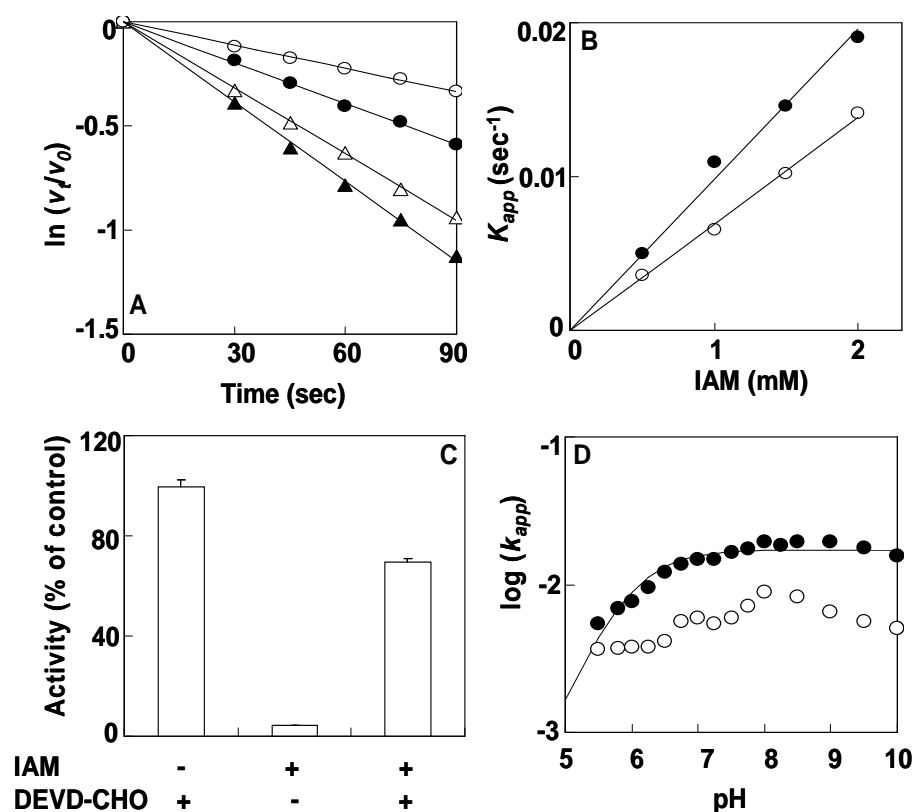 A
ln (vt/v0)
-0
-0.5
-1
-1.5
0 30 60 90
Time (sec)
B
Kapp (sec-1)
0.02
0.01
0
0 1 2
IAM (mM)
C
Activity (% of control)
120
80
40
0
IAM - + +
DEVD-CHO + - +
D
log (kapp)
-1
-2
-3
5 6 7 8 9 10
pH